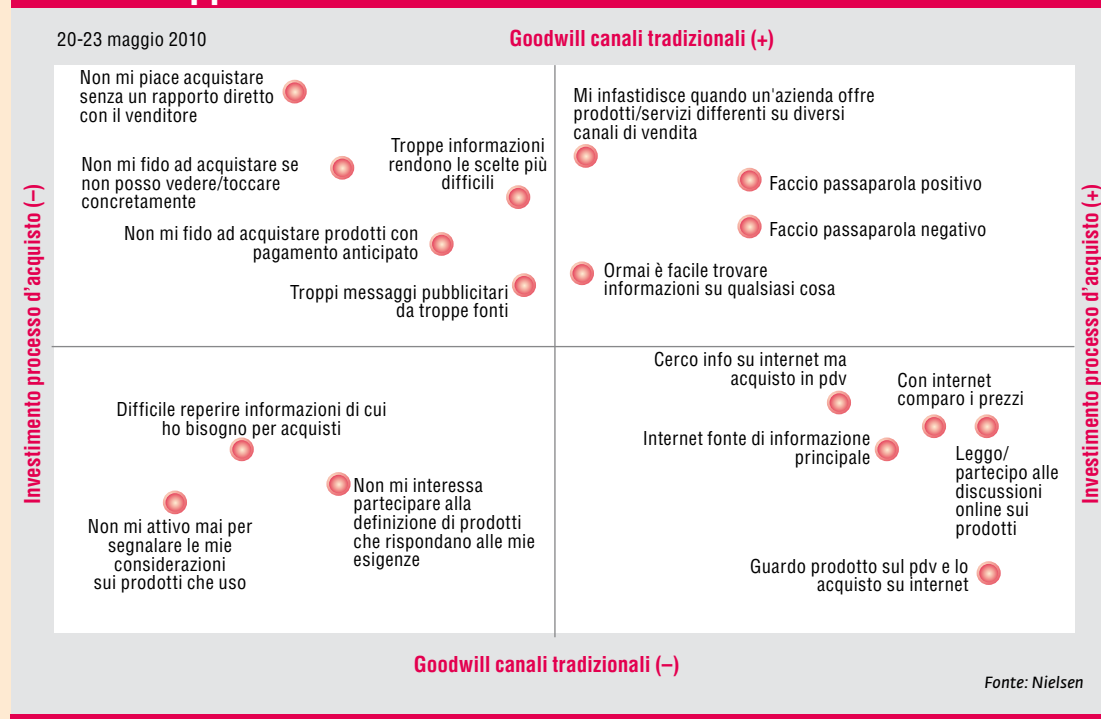 20-23 maggio 2010
Goodwill canali tradizionali (+)
Non mi piace acquistare
senza un rapporto diretto
con il venditore
Non mi fido ad acquistare se
non posso vedere/toccare
concretamente
Troppe informazioni
rendono le scelte più
difficili
Non mi fido ad acquistare prodotti con
pagamento anticipato
Troppi messaggi pubblicitari
da troppe fonti
Mi infastidisce quando un'azienda offre
prodotti/servizi differenti su diversi
canali di vendita
Faccio passaparola positivo
Faccio passaparola negativo
Ormai è facile trovare
informazioni su qualsiasi cosa
Investimento processo d'acquisto (–)
Investimento processo d'acquisto (+)
Difficile reperire informazioni di cui
ho bisogno per acquisti
Non mi attivo mai per
segnalare le mie
considerazioni
sui prodotti che uso
Non mi interessa
partecipare alla
definizione di prodotti
che rispondano alle mie
esigenze
Cerco info su internet ma
acquisto in pdv
Con internet
comparo i prezzi
Internet fonte di informazione
principale
Leggo/
partecipo alle
discussioni
online sui
prodotti
Guardo prodotto sul pdv e lo
acquisto su internet
Goodwill canali tradizionali (–)
Fonte: Nielsen